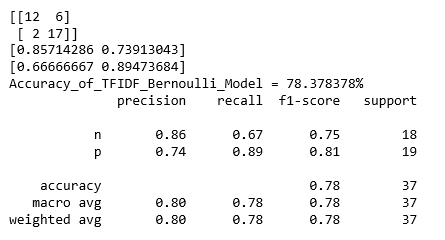 [[12  6]
 [ 2 17]]
[0.85714286 0.73913043]
[0.66666667 0.89473684]
Accuracy_of_TFIDF_Bernoulli_Model = 78.378378%
              precision    recall  f1-score   support
           n       0.86      0.67      0.75        18
           p       0.74      0.89      0.81        19
    accuracy                           0.78        37
   macro avg       0.80      0.78      0.78        37
weighted avg       0.80      0.78      0.78        37